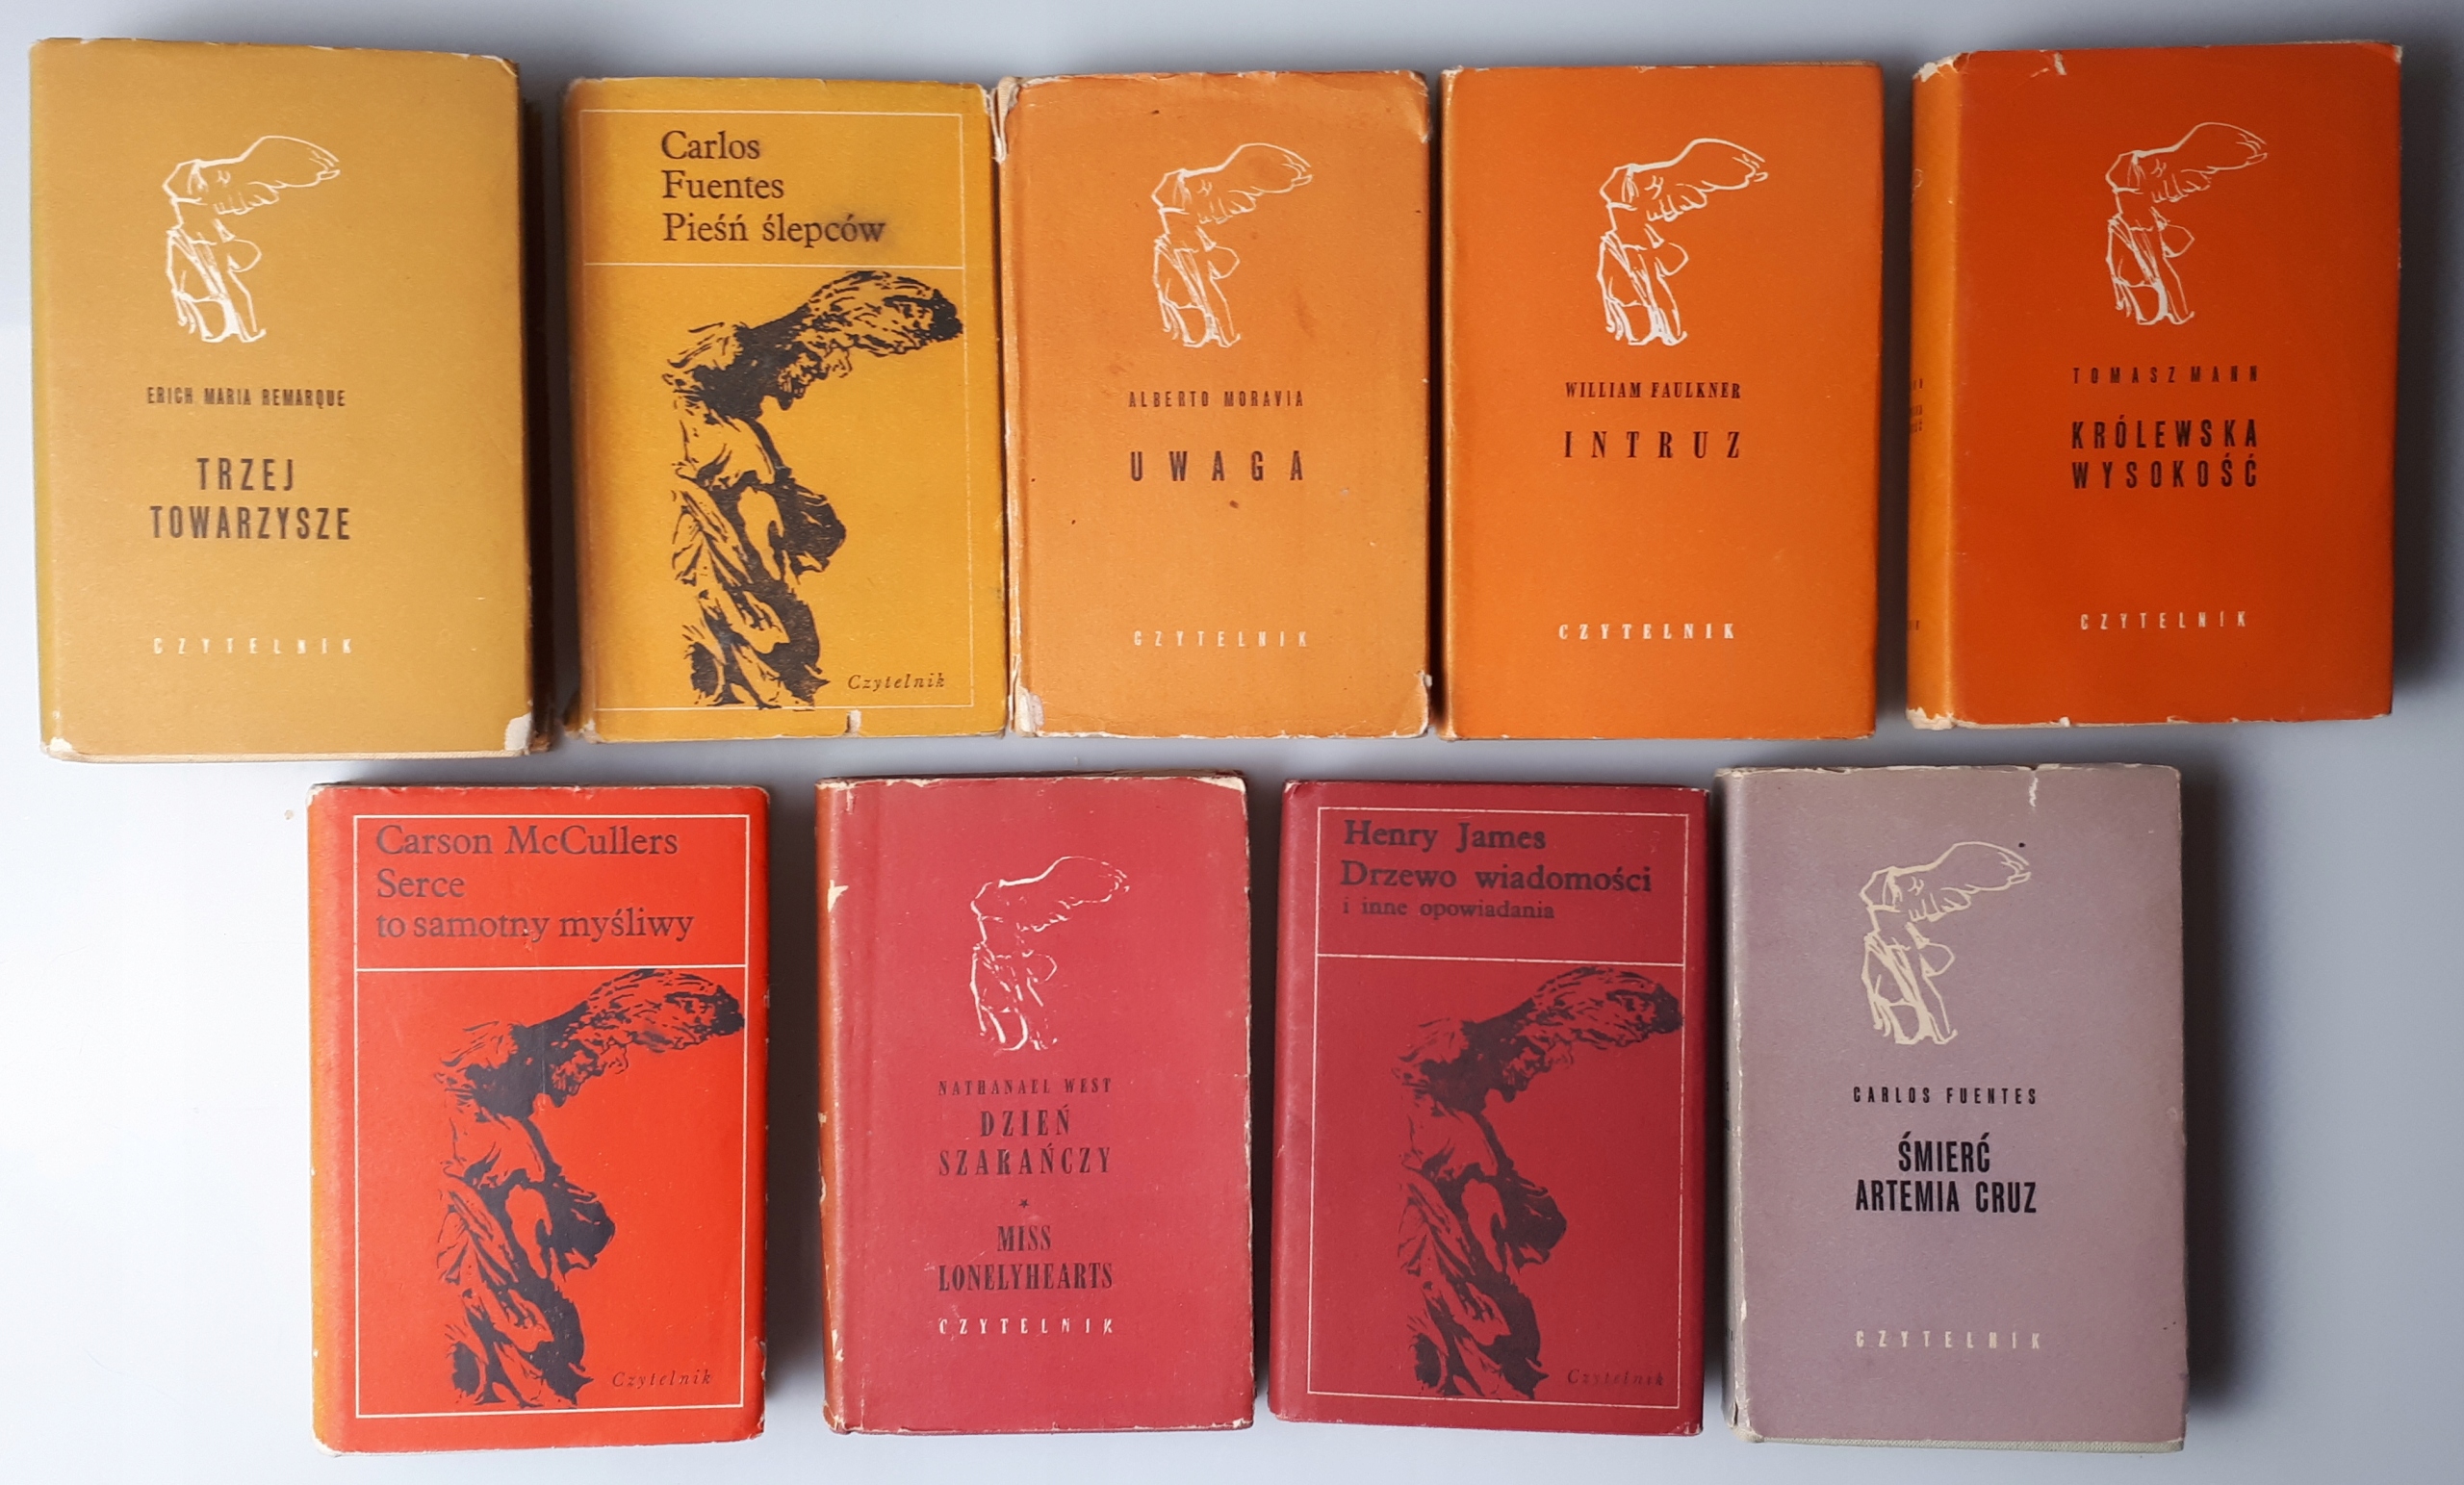 ERICH MARIA REMARQUE
TRZEJ
TOWARZYSZE
CZYTELNIK
Carlos
Fuentes
Pieśń ślepców
Czytelnik
ALBERTO MORAVIA
UWAGA
CZYTELNIK
WILLIAM FAULKNER
INTRUZ
CZYTELNIK
TOMASZ MANN
KRÓLEWSKA
WYSOKOŚĆ
CZYTELNIK
Carson McCullers
Serce
to samotny myśliwy
Czytelnik
NATHANAEL WEST
DZIEŃ
SZARAŃCZY
*
MISS
LONELYHEARTS
CZYTELNIK
Henry James
Drzewo wiadomości
i inne opowiadania
Czytelnik
CARLOS FUENTES
ŚMIERĆ
ARTEMIA CRUZ
CZYTELNIK